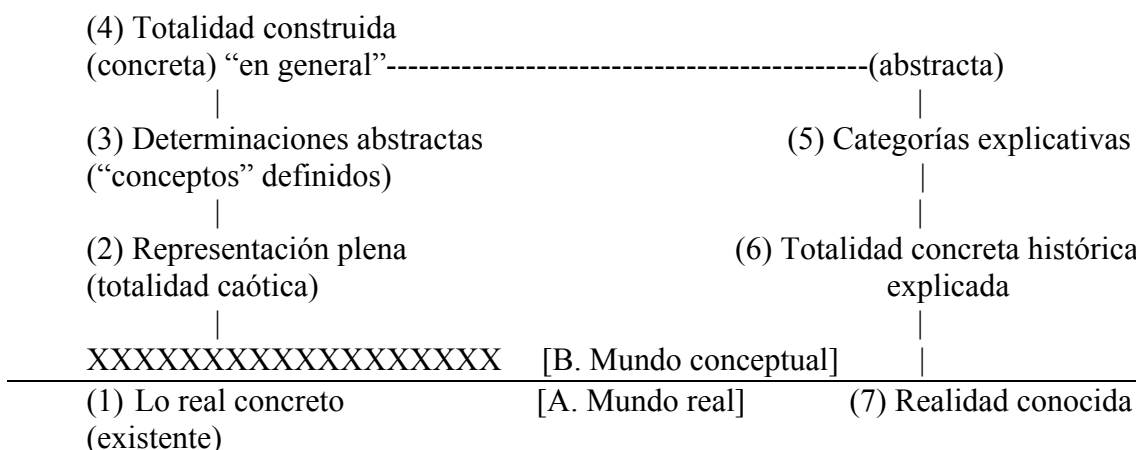 (4) Totalidad construida
(concreta) “en general”---------------------------------------------(abstracta)
| |
(3) Determinaciones abstractas (5) Categorías explicativas
(“conceptos” definidos) |
| |
(2) Representación plena (6) Totalidad concreta histórica
(totalidad caótica) explicada
| |
XXXXXXXXXXXXXXXXXX [B. Mundo conceptual] |
(1) Lo real concreto [A. Mundo real] (7) Realidad conocida
(existente)